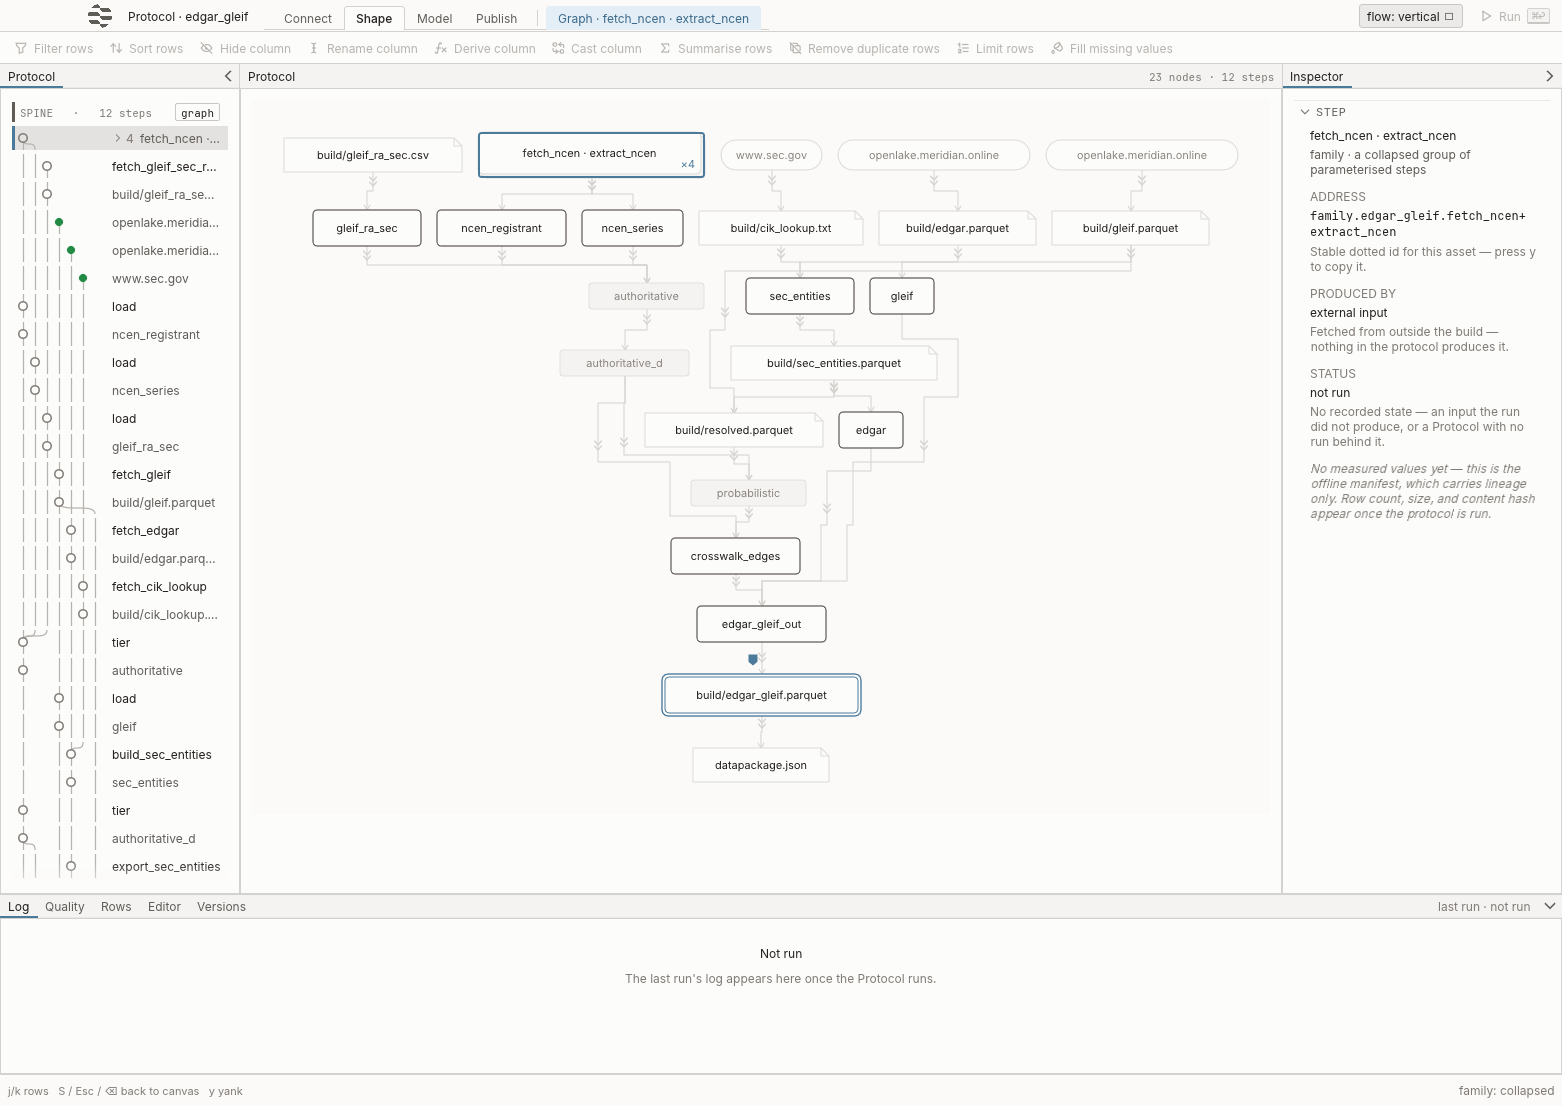 Protocol · edgar_gleif
Connect
Shape
Model
Publish
Graph · fetch_ncen · extract_ncen
flow: vertical
Run
Filter rows
Sort rows
Hide column
Rename column
Derive column
Cast column
Summarise rows
Remove duplicate rows
Limit rows
Fill missing values
Protocol
SPINE · 12 steps
graph
4 fetch_ncen ·...
fetch_gleif_sec_r...
build/gleif_ra_se...
openlake.meridia...
openlake.meridia...
www.sec.gov
load
ncen_registrant
load
ncen_series
load
gleif_ra_sec
fetch_gleif
build/gleif.parquet
fetch_edgar
build/edgar.parq...
fetch_cik_lookup
build/cik_lookup....
tier
authoritative
load
gleif
build_sec_entities
sec_entities
tier
authoritative_d
export_sec_entities
Protocol
23 nodes · 12 steps
build/gleif_ra_sec.csv
fetch_ncen · extract_ncen
×4
www.sec.gov
openlake.meridian.online
openlake.meridian.online
gleif_ra_sec
ncen_registrant
ncen_series
build/cik_lookup.txt
build/edgar.parquet
build/gleif.parquet
authoritative
sec_entities
gleif
authoritative_d
build/sec_entities.parquet
build/resolved.parquet
edgar
probabilistic
crosswalk_edges
edgar_gleif_out
build/edgar_gleif.parquet
datapackage.json
Inspector
STEP
fetch_ncen · extract_ncen
family · a collapsed group of
parameterised steps
ADDRESS
family.edgar_gleif.fetch_ncen+
extract_ncen
Stable dotted id for this asset — press y
to copy it.
PRODUCED BY
external input
Fetched from outside the build —
nothing in the protocol produces it.
STATUS
not run
No recorded state — an input the run
did not produce, or a Protocol with no
run behind it.
No measured values yet — this is the
offline manifest, which carries lineage
only. Row count, size, and content hash
appear once the protocol is run.
Log
Quality
Rows
Editor
Versions
last run · not run
Not run
The last run's log appears here once the Protocol runs.
j/k rows S / Esc / ⌫ back to canvas y yank
family: collapsed